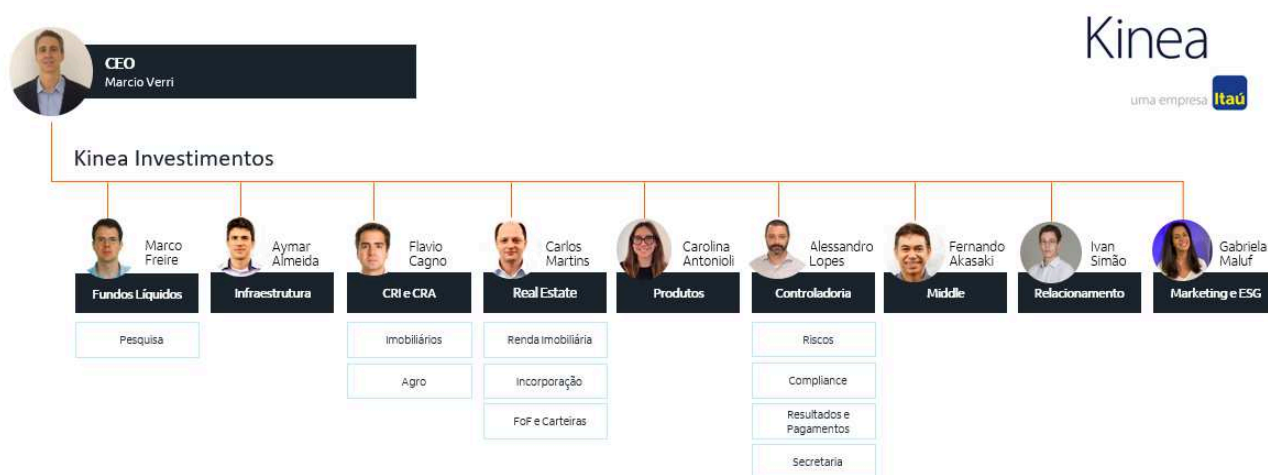 Kinea
uma empresa Itaú
CEO
Marcio Verri
Kinea Investimentos
Marco
Freire
Fundos Líquidos
Pesquisa
Aymar
Almeida
Infraestrutura
Flavio
Cagno
CRI e CRA
Imobiliários
Agro
Carlos
Martins
Real Estate
Renda Imobiliária
Incorporação
FoF e Carteiras
Carolina
Antonioli
Produtos
Alessandro
Lopes
Controladoria
Riscos
Compliance
Resultados e
Pagamentos
Secretaria
Fernando
Akasaki
Middle
Ivan
Simão
Relacionamento
Gabriela
Maluf
Marketing e ESG